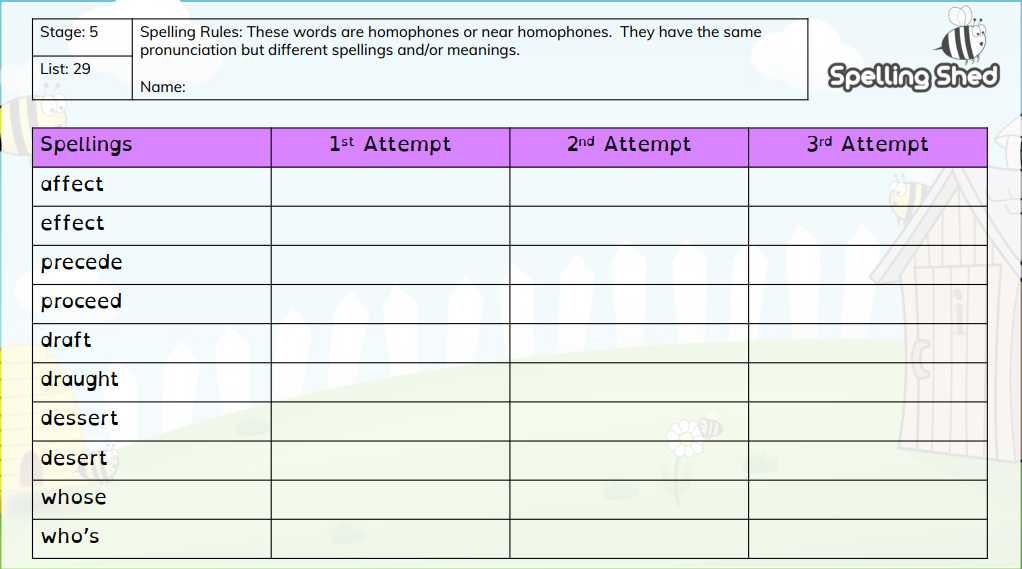 Stage: 5
Spelling Rules: These words are homophones or near homophones.  They have the same
pronunciation but different spellings and/or meanings.
List: 29
Name:
Spelling Shed
Spellings 1st Attempt 2nd Attempt 3rd Attempt
affect
effect
precede
proceed
draft
draught
dessert
desert
whose
who's